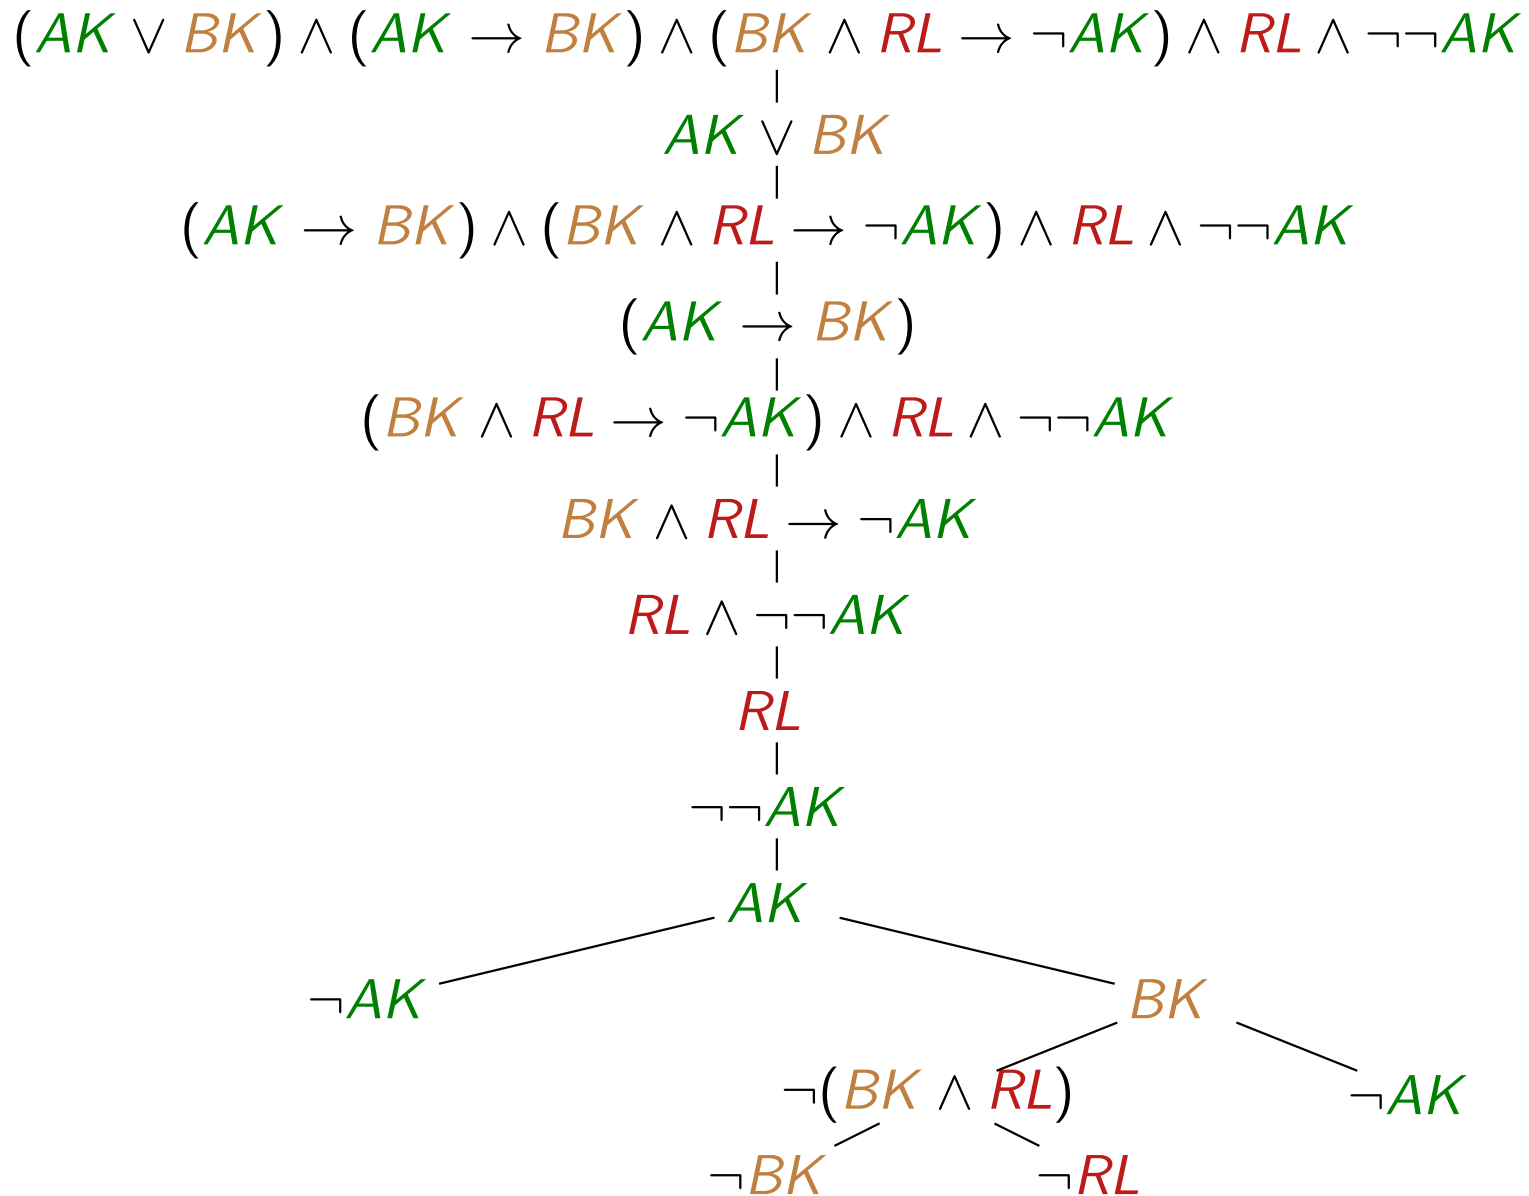 (AK ∨ BK) ∧ (AK → BK) ∧ (BK ∧ RL → ¬AK) ∧ RL ∧ ¬¬AK
AK ∨ BK
(AK → BK) ∧ (BK ∧ RL → ¬AK) ∧ RL ∧ ¬¬AK
(AK → BK)
(BK ∧ RL → ¬AK) ∧ RL ∧ ¬¬AK
BK ∧ RL → ¬AK
RL ∧ ¬¬AK
RL
¬¬AK
AK
¬AK BK
¬(BK ∧ RL) ¬AK
¬BK ¬RL